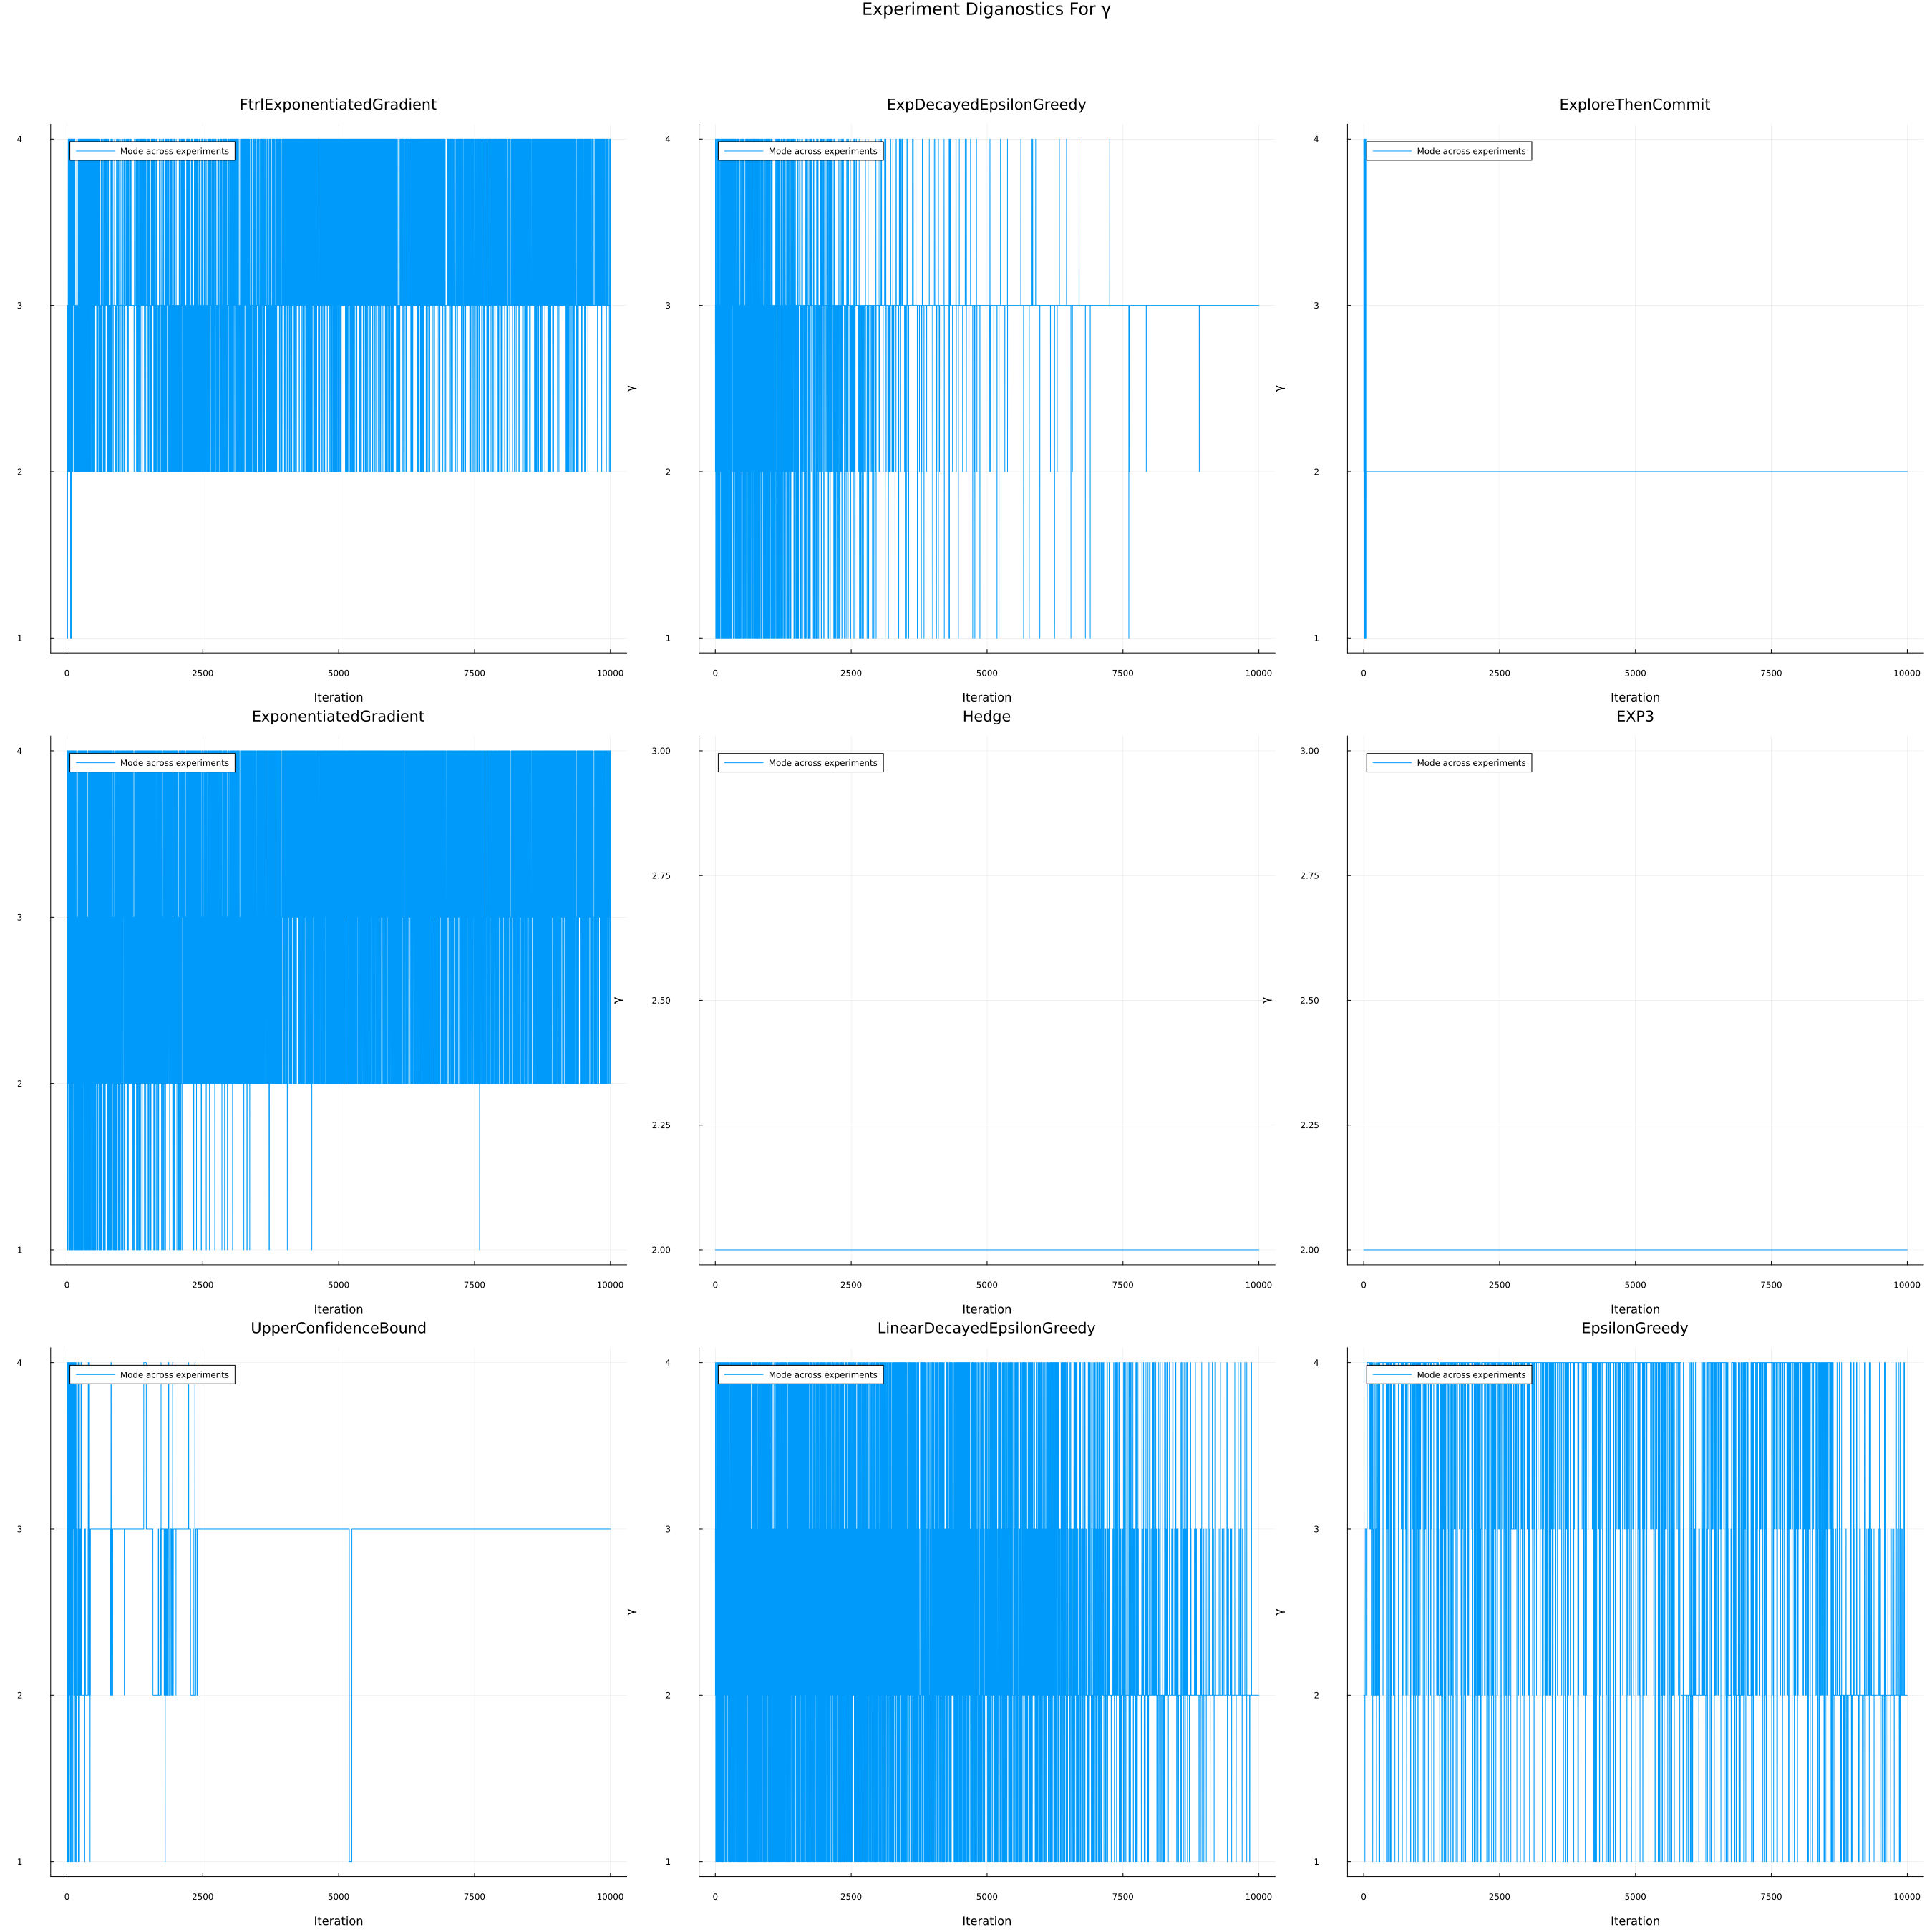 Experiment Diganostics For γ
FtrlExponentiatedGradient
Mode across experiments
4
3
2
1
0 2500 5000 7500 10000
Iteration
ExpDecayedEpsilonGreedy
Mode across experiments
γ
4
3
2
1
0 2500 5000 7500 10000
Iteration
ExploreThenCommit
Mode across experiments
γ
4
3
2
1
0 2500 5000 7500 10000
Iteration
ExponentiatedGradient
Mode across experiments
4
3
2
1
0 2500 5000 7500 10000
Iteration
Hedge
Mode across experiments
γ
3.00
2.75
2.50
2.25
2.00
0 2500 5000 7500 10000
Iteration
EXP3
Mode across experiments
γ
3.00
2.75
2.50
2.25
2.00
0 2500 5000 7500 10000
Iteration
UpperConfidenceBound
Mode across experiments
4
3
2
1
0 2500 5000 7500 10000
Iteration
LinearDecayedEpsilonGreedy
Mode across experiments
γ
4
3
2
1
0 2500 5000 7500 10000
Iteration
EpsilonGreedy
Mode across experiments
γ
4
3
2
1
0 2500 5000 7500 10000
Iteration